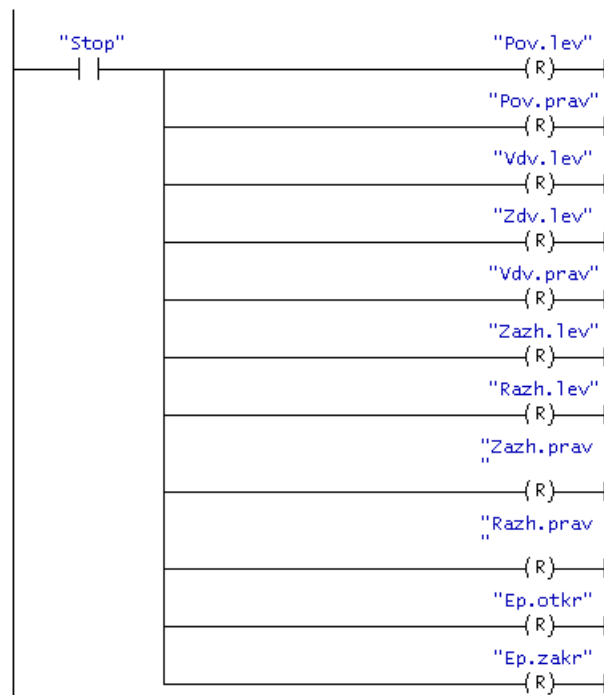 "Stop" "Pov.lev"
(R)
"Pov.prav"
(R)
"Vdv.lev"
(R)
"Zdv.lev"
(R)
"Vdv.prav"
(R)
"Zazh.lev"
(R)
"Razh.lev"
(R)
"Zazh.prav
"
(R)
"Razh.prav
"
(R)
"Ep.otkr"
(R)
"Ep.zakr"
(R)